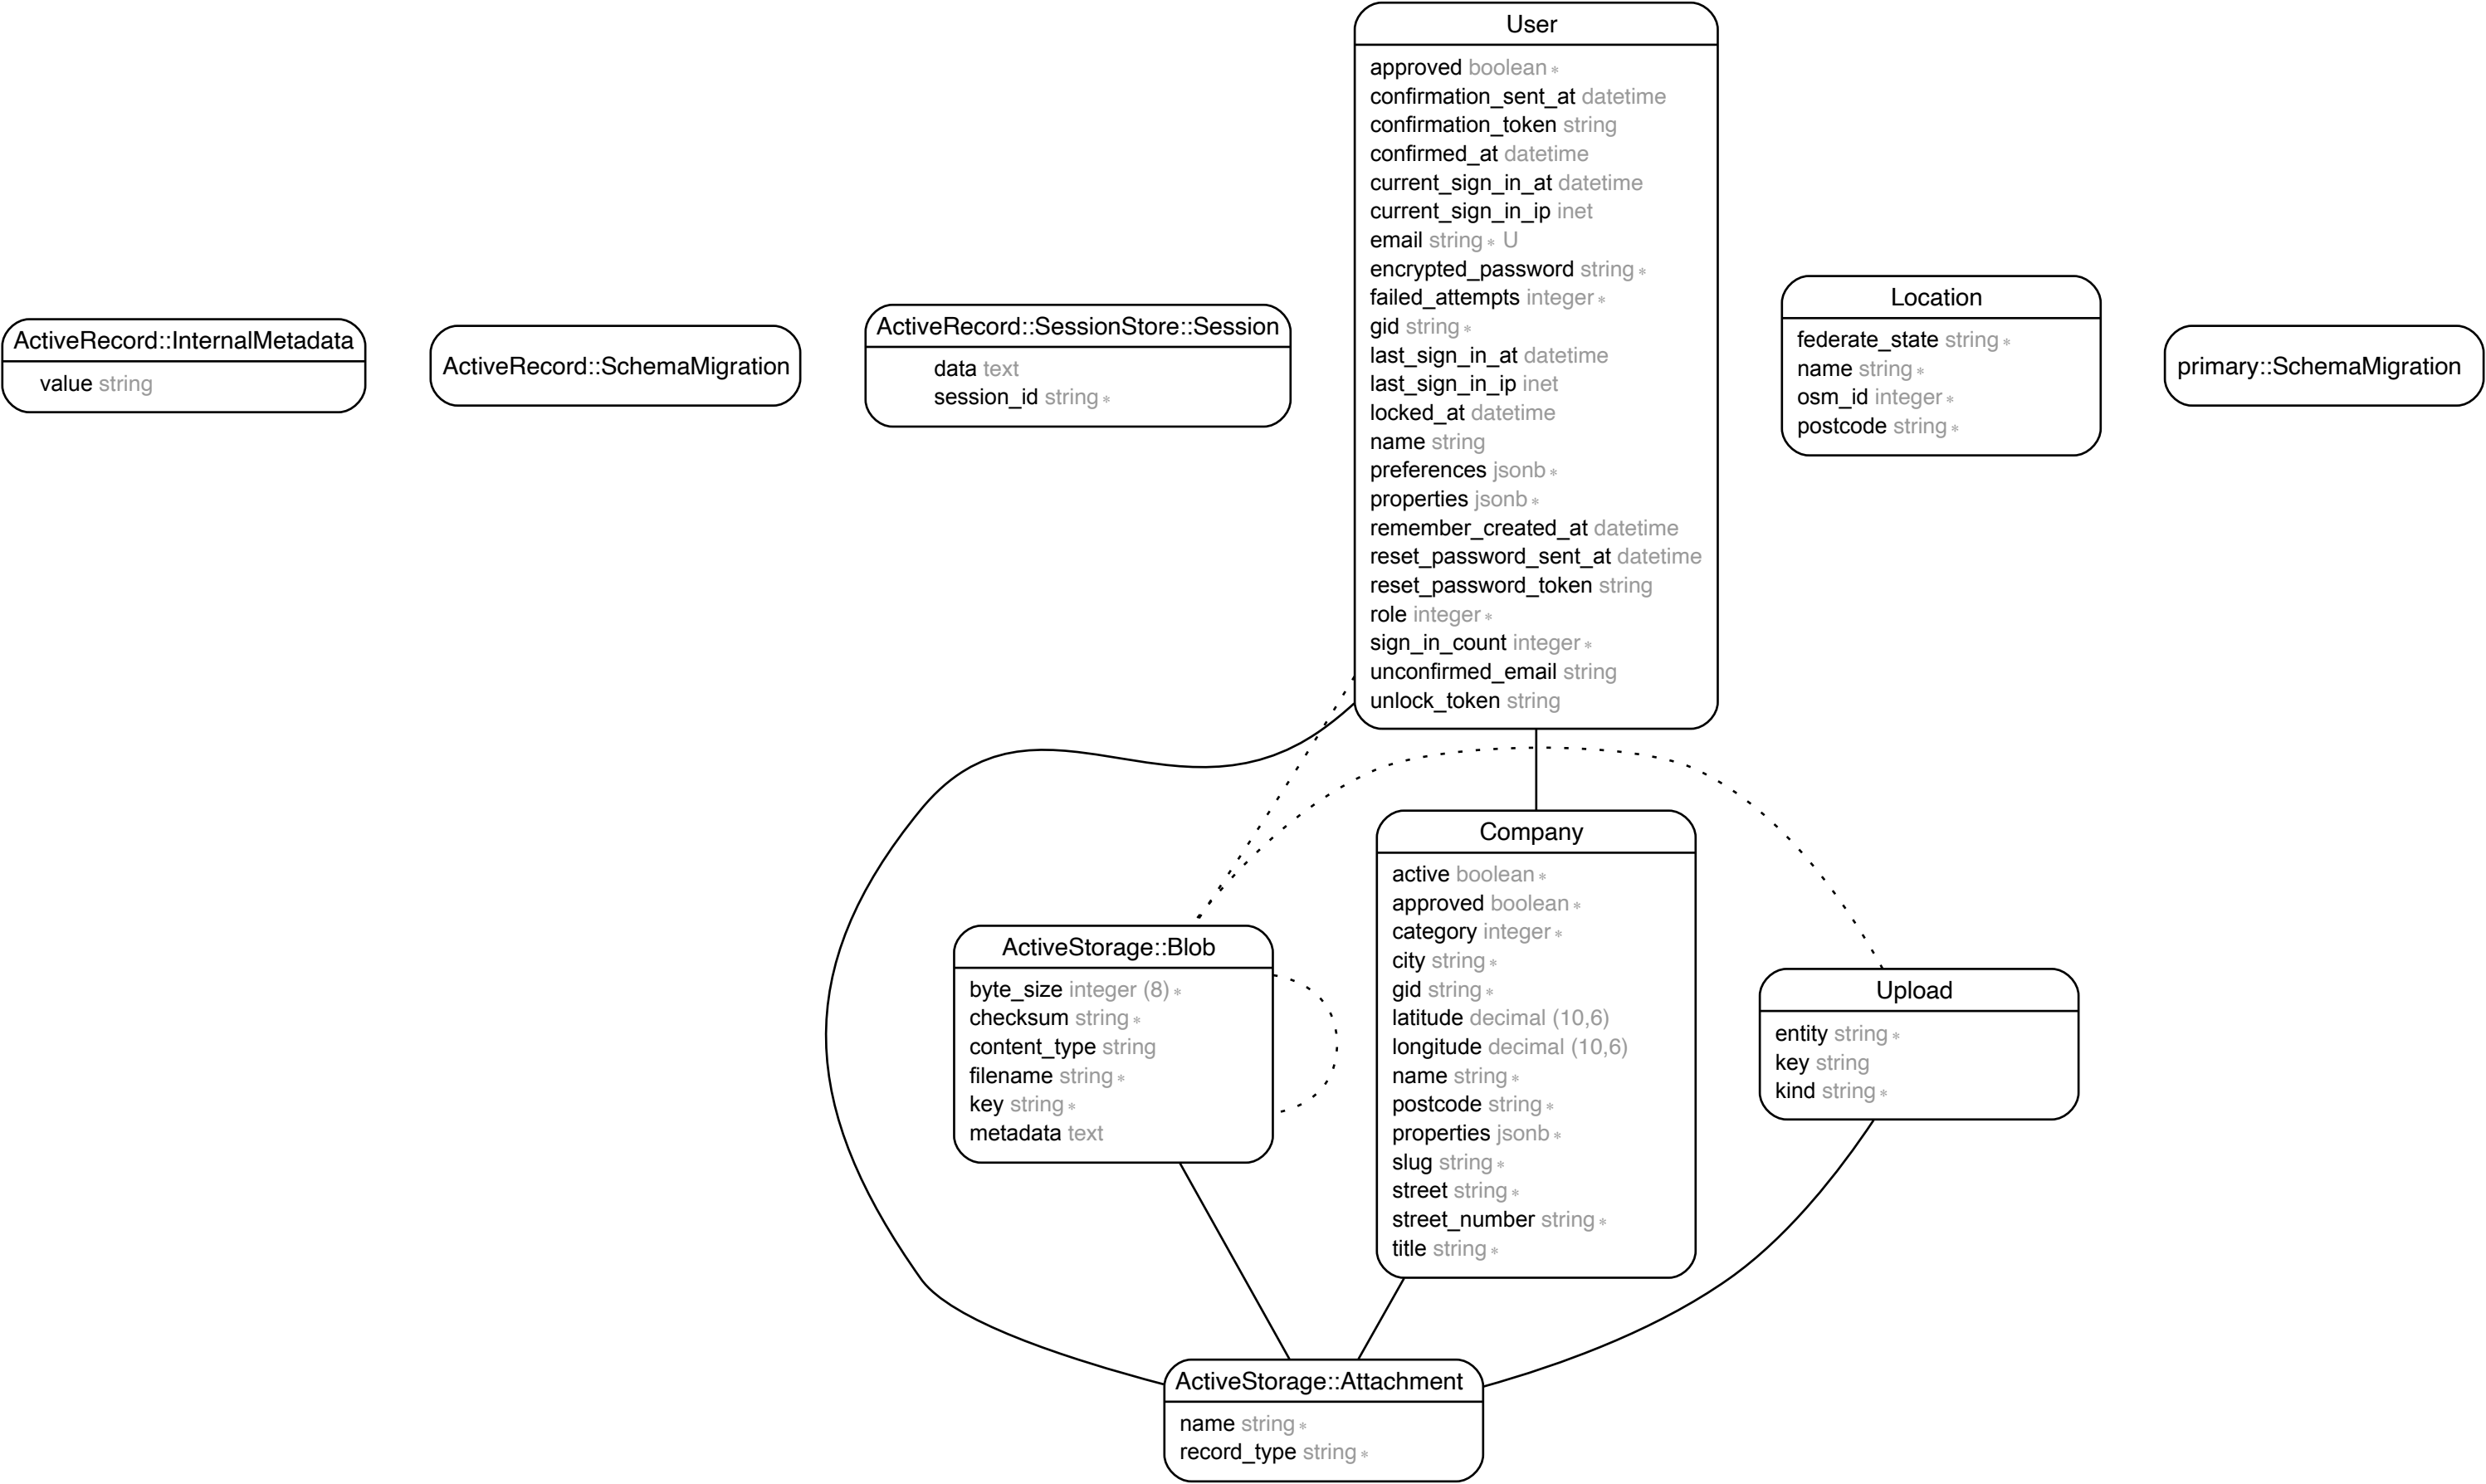 User
approved boolean ∗
confirmation_sent_at datetime
confirmation_token string
confirmed_at datetime
current_sign_in_at datetime
current_sign_in_ip inet
email string ∗ U
encrypted_password string ∗
failed_attempts integer ∗
gid string ∗
last_sign_in_at datetime
last_sign_in_ip inet
locked_at datetime
name string
preferences jsonb ∗
properties jsonb ∗
remember_created_at datetime
reset_password_sent_at datetime
reset_password_token string
role integer ∗
sign_in_count integer ∗
unconfirmed_email string
unlock_token string
ActiveRecord::InternalMetadata
value string
ActiveRecord::SchemaMigration
ActiveRecord::SessionStore::Session
data text
session_id string ∗
Location
federate_state string ∗
name string ∗
osm_id integer ∗
postcode string ∗
primary::SchemaMigration
Company
active boolean ∗
approved boolean ∗
category integer ∗
city string ∗
gid string ∗
latitude decimal (10,6)
longitude decimal (10,6)
name string ∗
postcode string ∗
properties jsonb ∗
slug string ∗
street string ∗
street_number string ∗
title string ∗
ActiveStorage::Blob
byte_size integer (8) ∗
checksum string ∗
content_type string
filename string ∗
key string ∗
metadata text
Upload
entity string ∗
key string
kind string ∗
ActiveStorage::Attachment
name string ∗
record_type string ∗